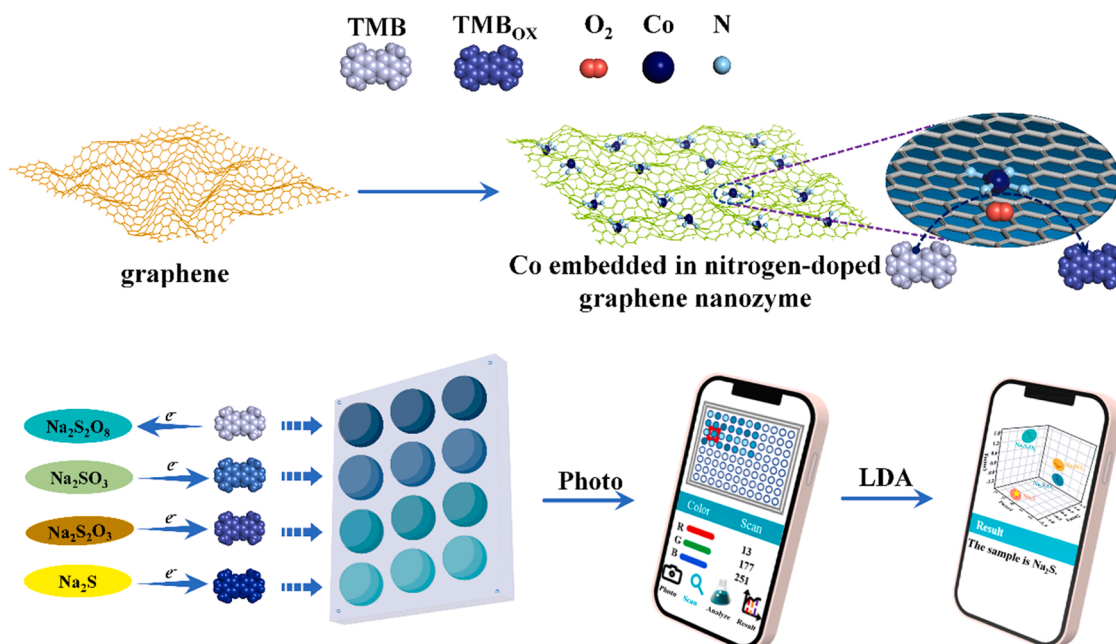 TMB TMBOX O2 Co N
graphene
Co embedded in nitrogen-doped
graphene nanozyme
Na2S2O8 e-
Na2SO3 e-
Na2S2O3 e-
Na2S e-
Photo
Color Scan
R 13
G 177
B 251
Photo Scan Analyze Result
LDA
Result
The sample is Na2S.